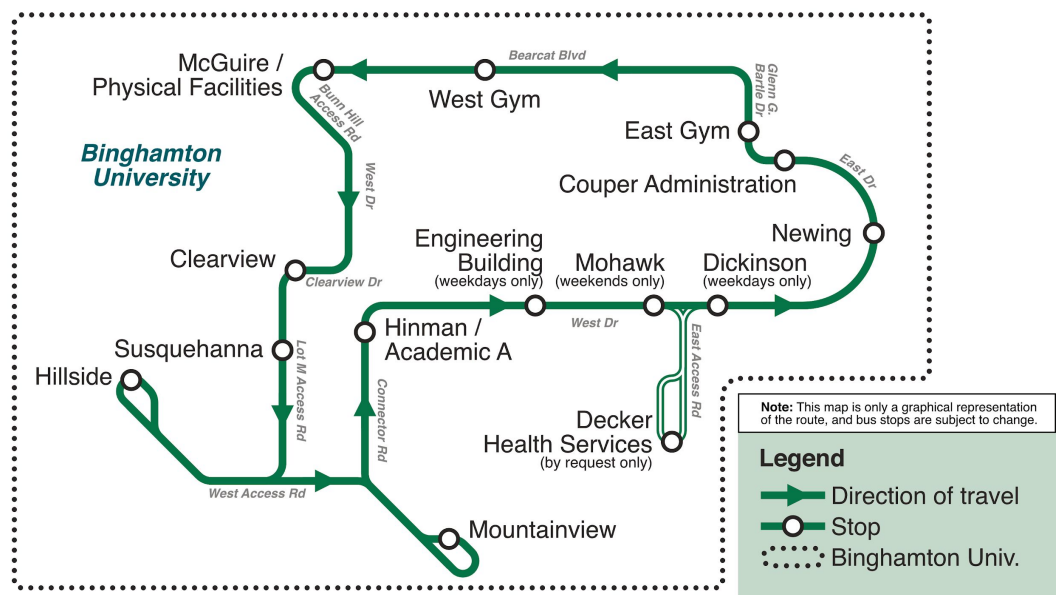 McGuire /
Physical Facilities
Bearcat Blvd
West Gym
Glenn G.
Bartle Dr
Bunn Hill
Access Rd
East Gym
Binghamton
University
West Dr
Couper Administration
East Dr
Newing
Clearview
Clearview Dr
Engineering
Building
(weekdays only)
Mohawk
(weekends only)
Dickinson
(weekdays only)
West Dr
Hinman /
Academic A
Susquehanna
Lot M Access Rd
Hillside
Connector Rd
East Access Rd
Decker
Health Services
(by request only)
West Access Rd
Mountainview
Note: This map is only a graphical representation
of the route, and bus stops are subject to change.
Legend
Direction of travel
Stop
Binghamton Univ.